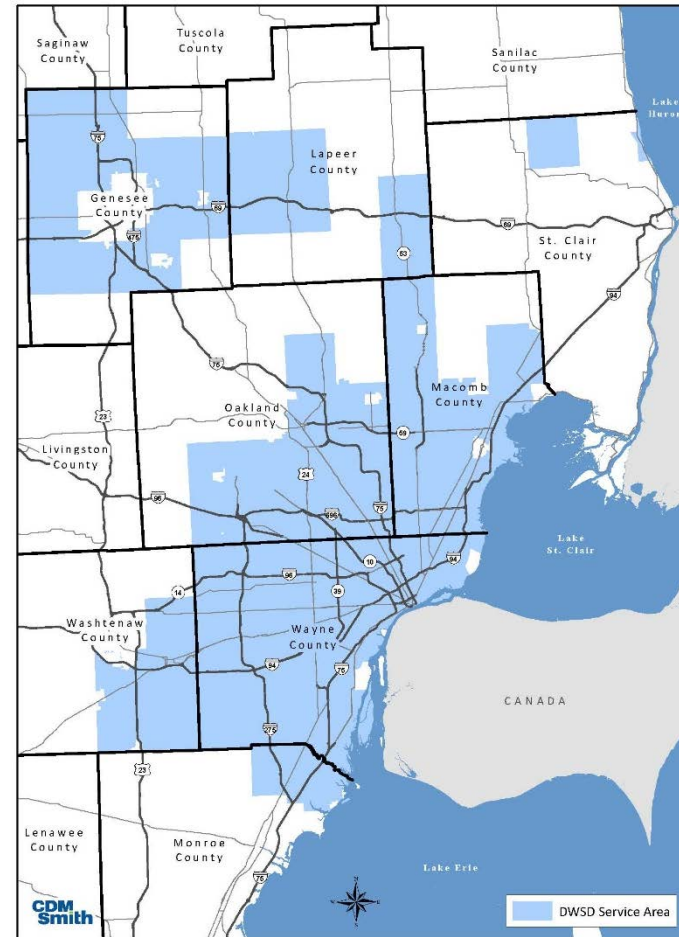 Saginaw
County
Tuscola
County
Sanilac
County
Lake
Huron
75
Lapeer
County
Genesee
County
69
475
53
69
St. Clair
County
94
75
23
Oakland
County
Macomb
County
59
Livingston
County
24
96
696
75
Lake
St. Clair
10
94
14
96
39
Washtenaw
County
Wayne
County
94
75
CANADA
275
23
Lenawee
County
Monroe
County
75
Lake Erie
N
W
E
S
CDM
Smith
DWSD Service Area